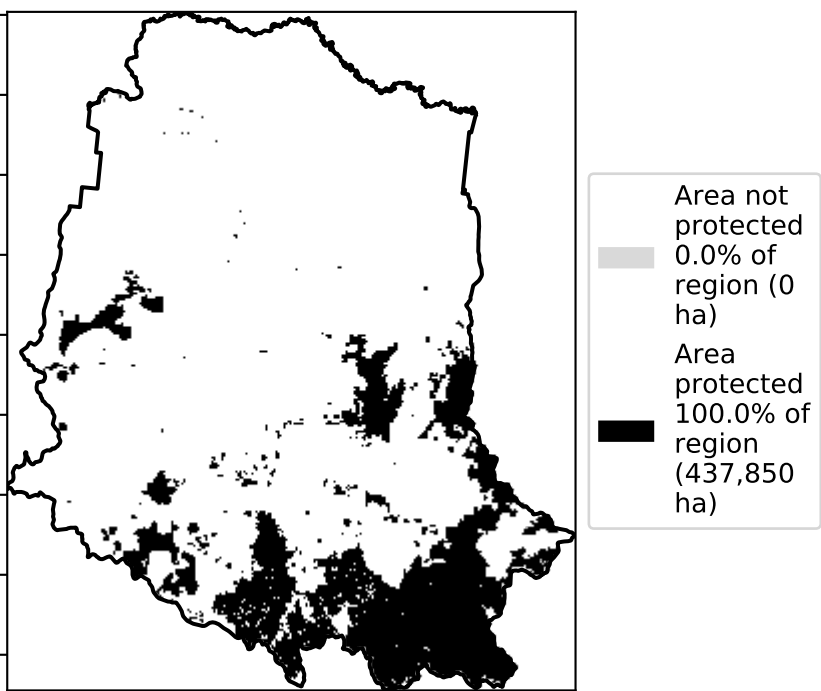 Area not
protected
0.0% of
region (0
ha)
Area
protected
100.0% of
region
(437,850
ha)